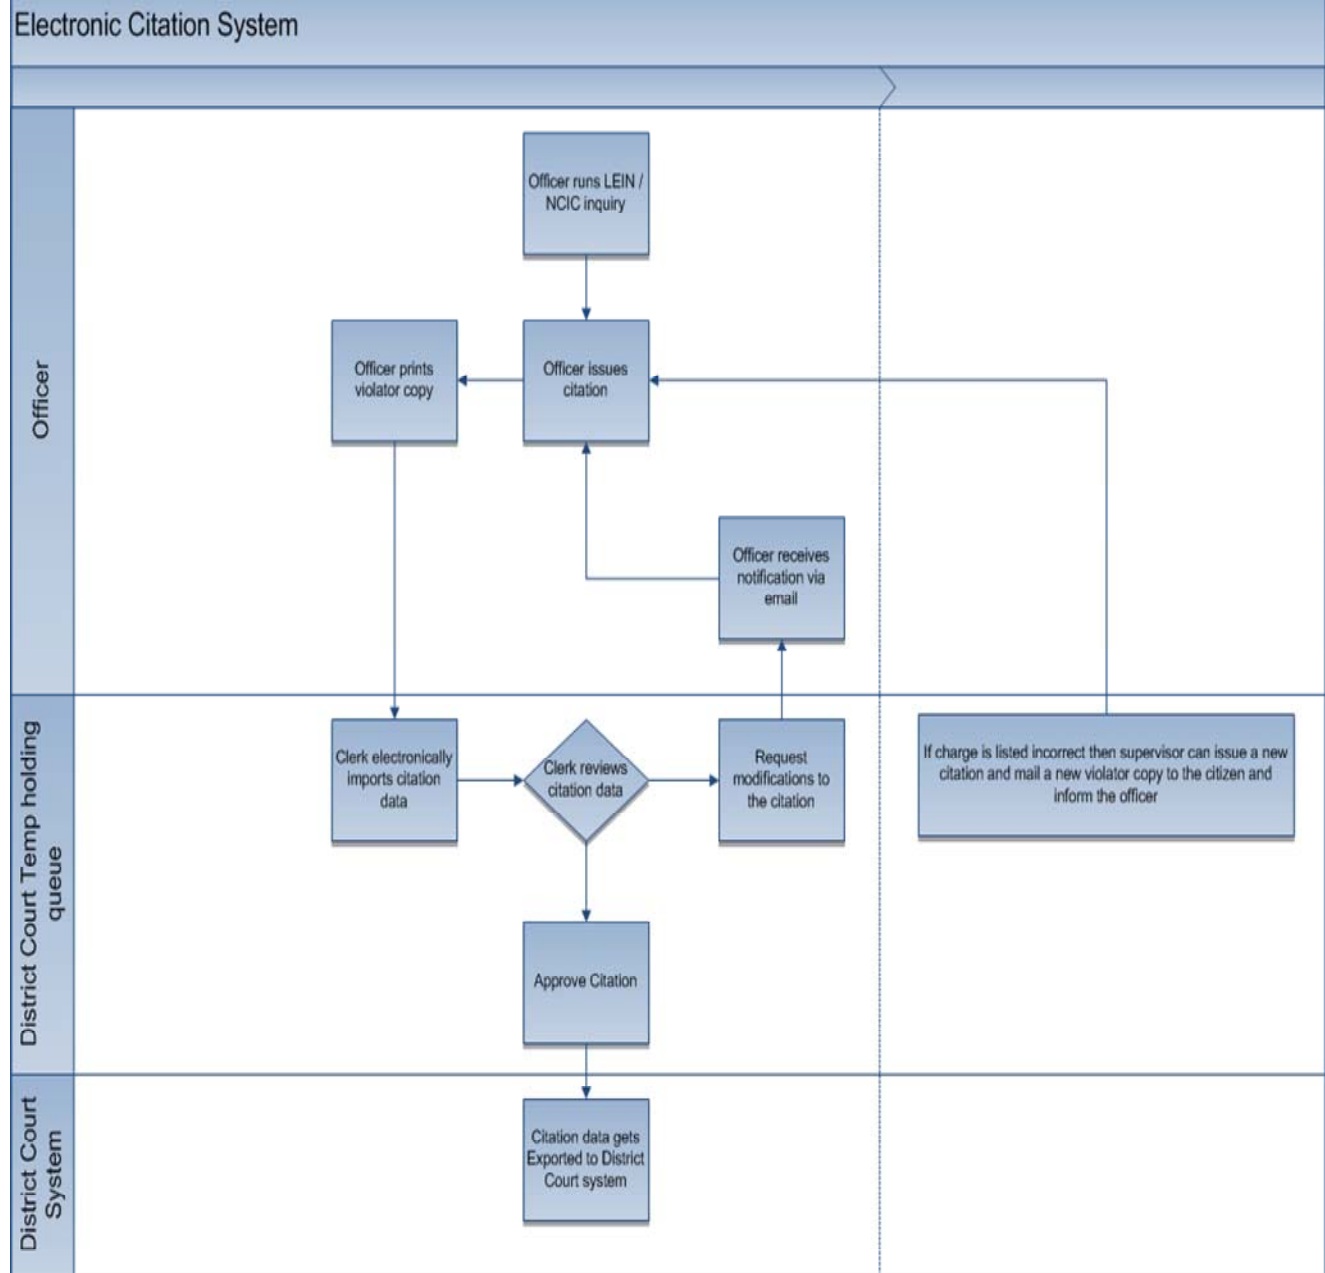 Electronic Citation System
Officer
Officer runs LEIN /
NCIC inquiry
Officer prints
violator copy
Officer issues
citation
Officer receives
notification via
email
District Court Temp holding
queue
Clerk electronically
imports citation
data
Clerk reviews
citation data
Request
modifications to
the citation
If charge is listed incorrect then supervisor can issue a new
citation and mail a new violator copy to the citizen and
inform the officer
Approve Citation
District Court
System
Citation data gets
Exported to District
Court system